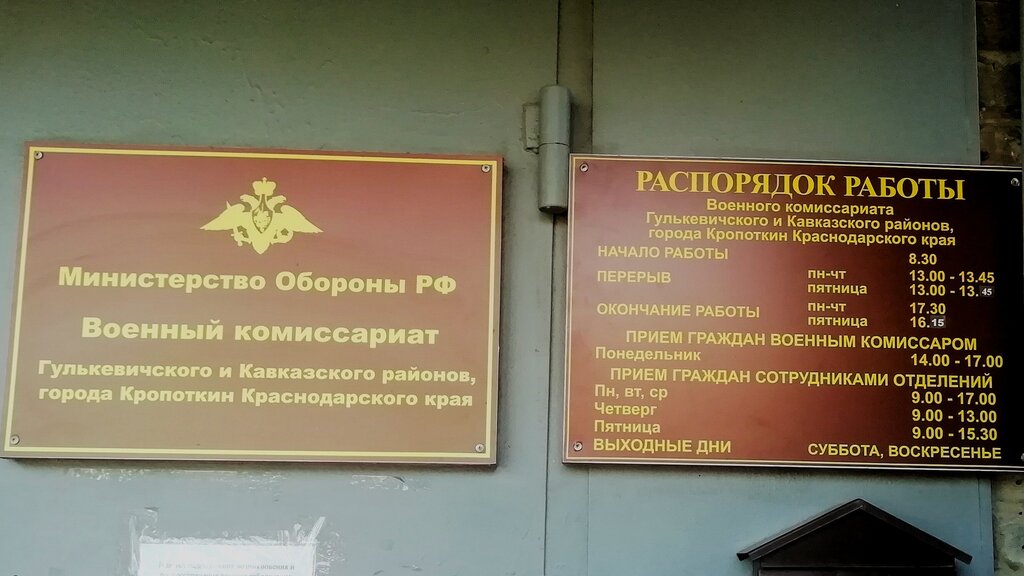 Министерство Обороны РФ
Военный комиссариат
Гулькевичского и Кавказского районов,
города Кропоткин Краснодарского края
РАСПОРЯДОК РАБОТЫ
Военного комиссариата
Гулькевичского и Кавказского районов,
города Кропоткин Краснодарского края
НАЧАЛО РАБОТЫ 8.30
ПЕРЕРЫВ пн-чт 13.00 - 13.45
пятница 13.00 - 13.45
ОКОНЧАНИЕ РАБОТЫ пн-чт 17.30
пятница 16.15
ПРИЕМ ГРАЖДАН ВОЕННЫМ КОМИССАРОМ
Понедельник 14.00 - 17.00
ПРИЕМ ГРАЖДАН СОТРУДНИКАМИ ОТДЕЛЕНИЙ
Пн, вт, ср 9.00 - 17.00
Четверг 9.00 - 13.00
Пятница 9.00 - 15.30
ВЫХОДНЫЕ ДНИ СУББОТА, ВОСКРЕСЕНЬЕ